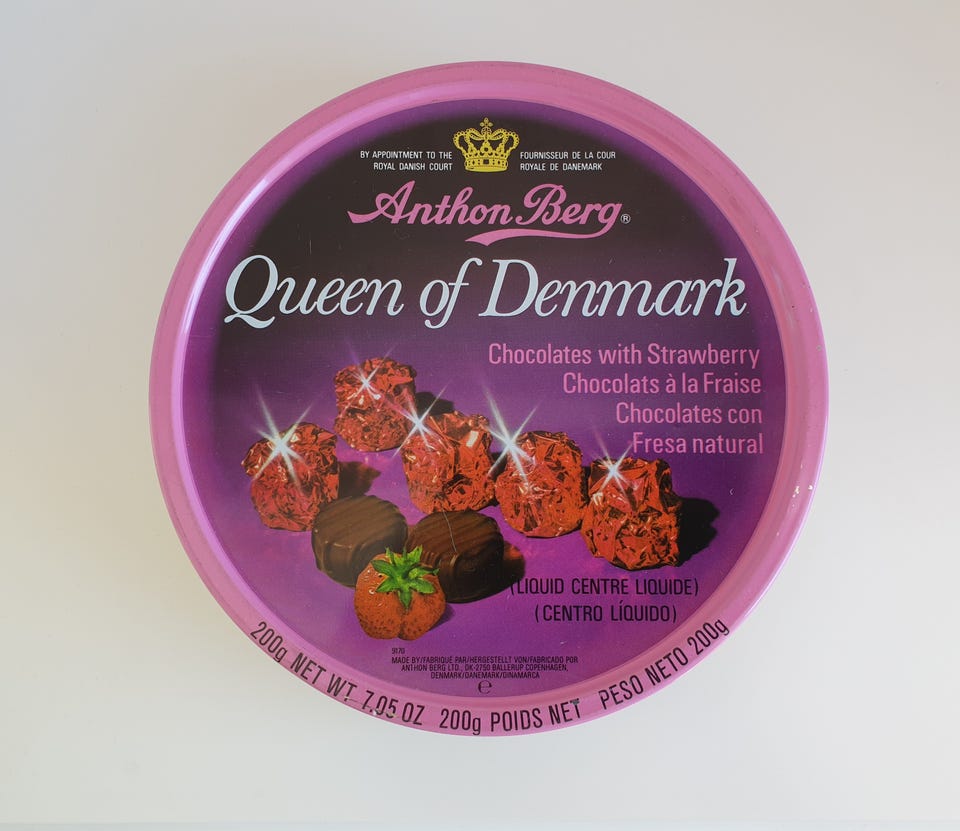 BY APPOINTMENT TO THE
ROYAL DANISH COURT
FOURNISSEUR DE LA COUR
ROYALE DE DANEMARK
Anthon Berg®
Queen of Denmark
Chocolates with Strawberry
Chocolats à la Fraise
Chocolates con
Fresa natural
(LIQUID CENTRE LIQUIDE)
(CENTRO LÍQUIDO)
9170
MADE BY/FABRIQUÉ PAR/HERGESTELLT VON/FABRICADO POR
ANTHON BERG LTD., DK-2750 BALLERUP COPENHAGEN,
DENMARK/DANEMARK/DINAMARCA
℮
200g NET WT 7.05 OZ 200g POIDS NET PESO NETO 200g